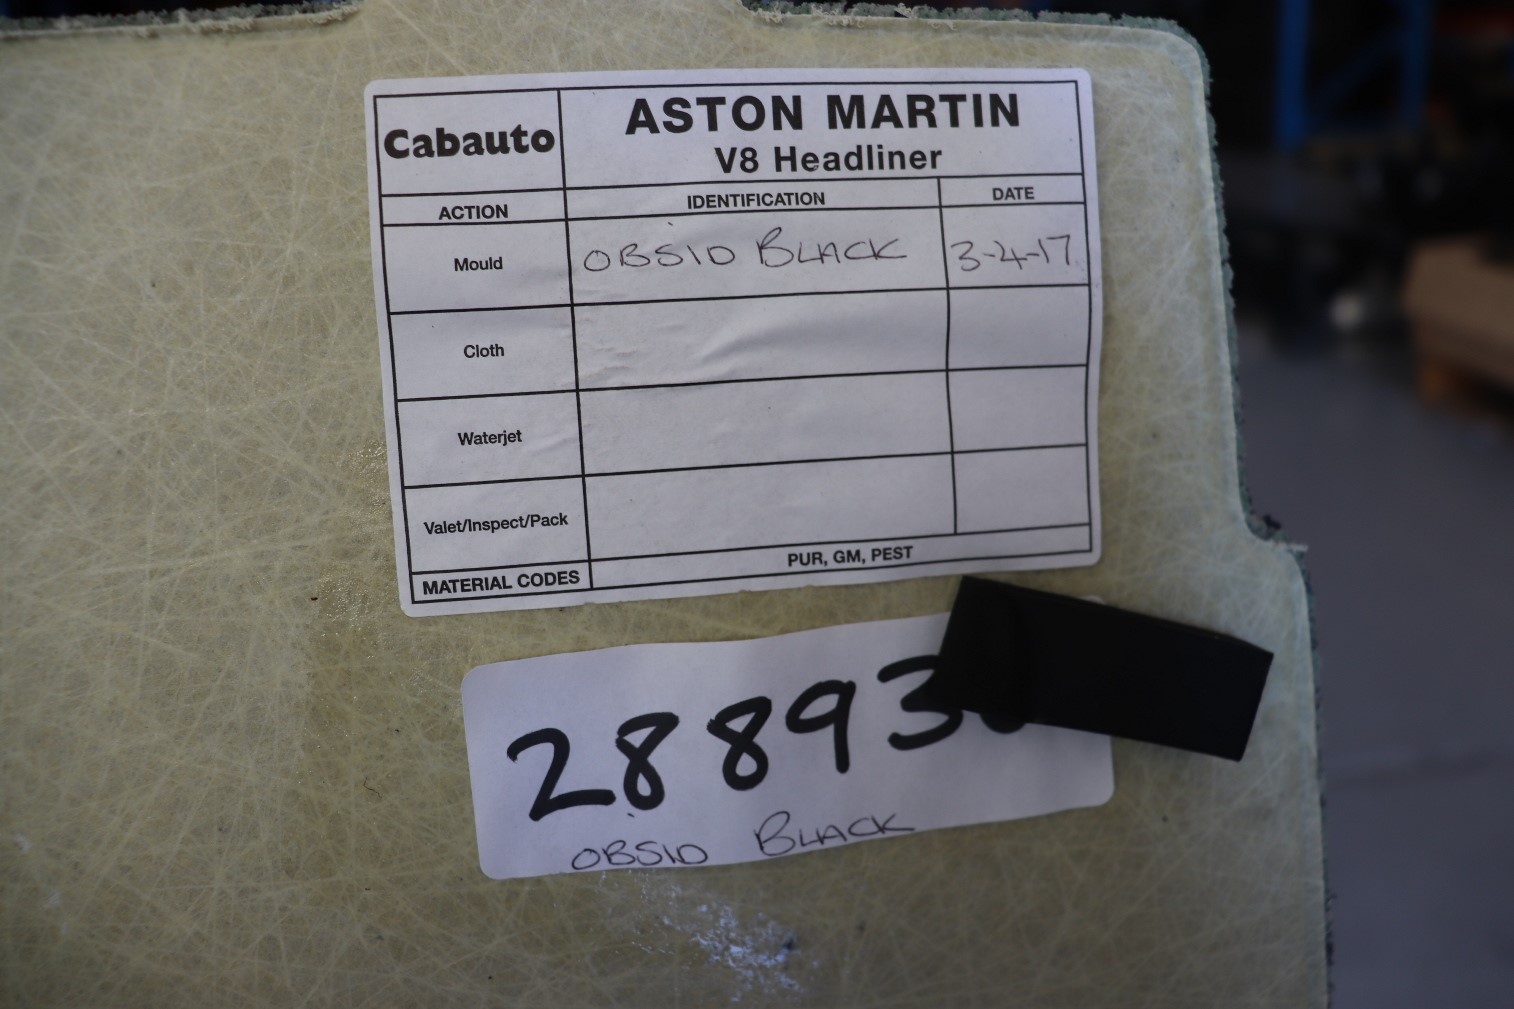 Cabauto
ASTON MARTIN
V8 Headliner
ACTION
IDENTIFICATION
DATE
Mould
OBSID BLACK
3-4-17
Cloth
Waterjet
Valet/Inspect/Pack
MATERIAL CODES
PUR, GM, PEST
OBSID BLACK